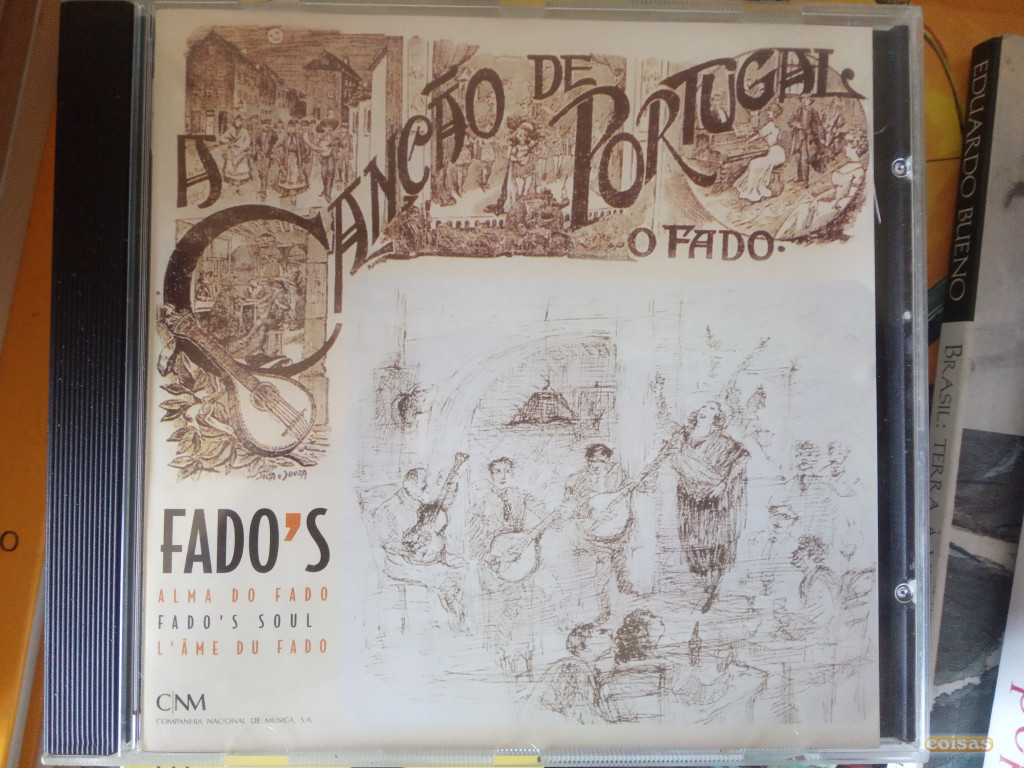 A CANÇÃO DE PORTUGAL
O FADO.
FADO'S
ALMA DO FADO
FADO'S SOUL
L'ÂME DU FADO
CNM
COMPANHIA NACIONAL DE MÚSICA, S.A.
EDUARDO BUENO
BRASIL: TERRA
coisas